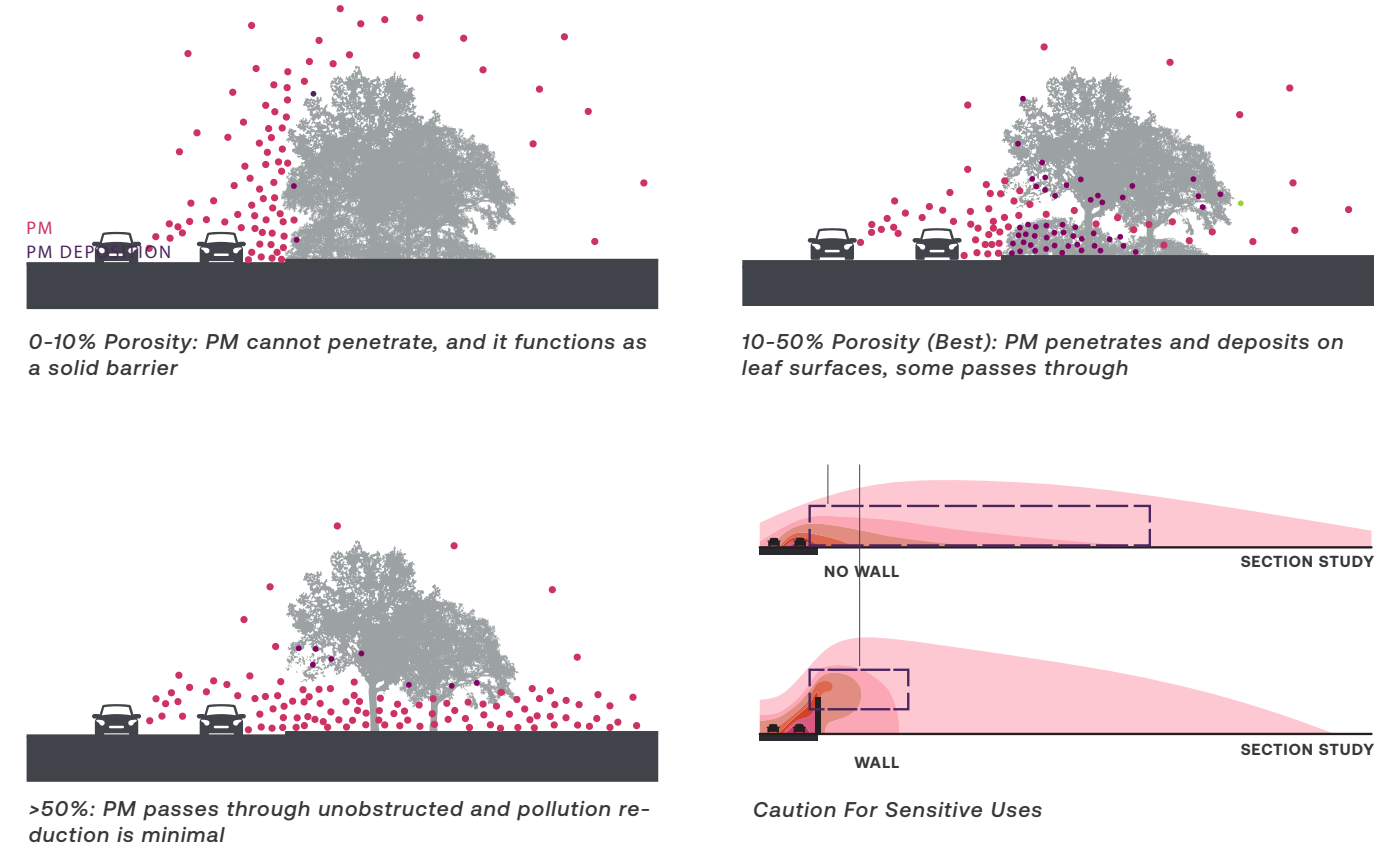 PM
PM DEPOSITION
0-10% Porosity: PM cannot penetrate, and it functions as
a solid barrier
10-50% Porosity (Best): PM penetrates and deposits on
leaf surfaces, some passes through
NO WALL
SECTION STUDY
WALL
SECTION STUDY
>50%: PM passes through unobstructed and pollution re-
duction is minimal
Caution For Sensitive Uses